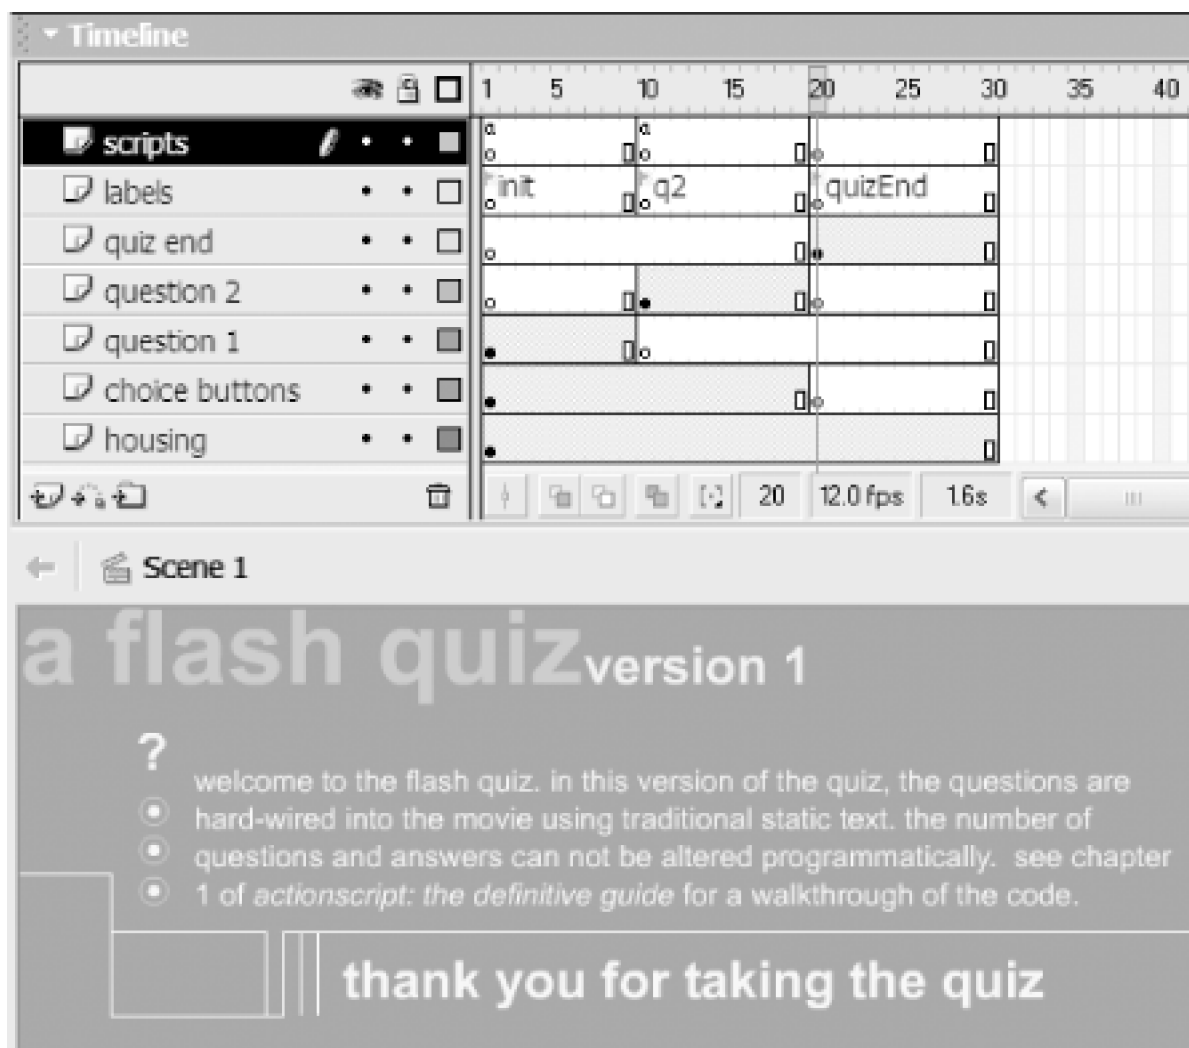 Timeline
1 5 10 15 20 25 30 35 40
scripts
a a
labels
init q2 quizEnd
quiz end
question 2
question 1
choice buttons
housing
20 12.0 fps 1.6s
Scene 1
a flash quiz version 1
?
welcome to the flash quiz. in this version of the quiz, the questions are
hard-wired into the movie using traditional static text. the number of
questions and answers can not be altered programmatically. see chapter
1 of actionscript: the definitive guide for a walkthrough of the code.
thank you for taking the quiz